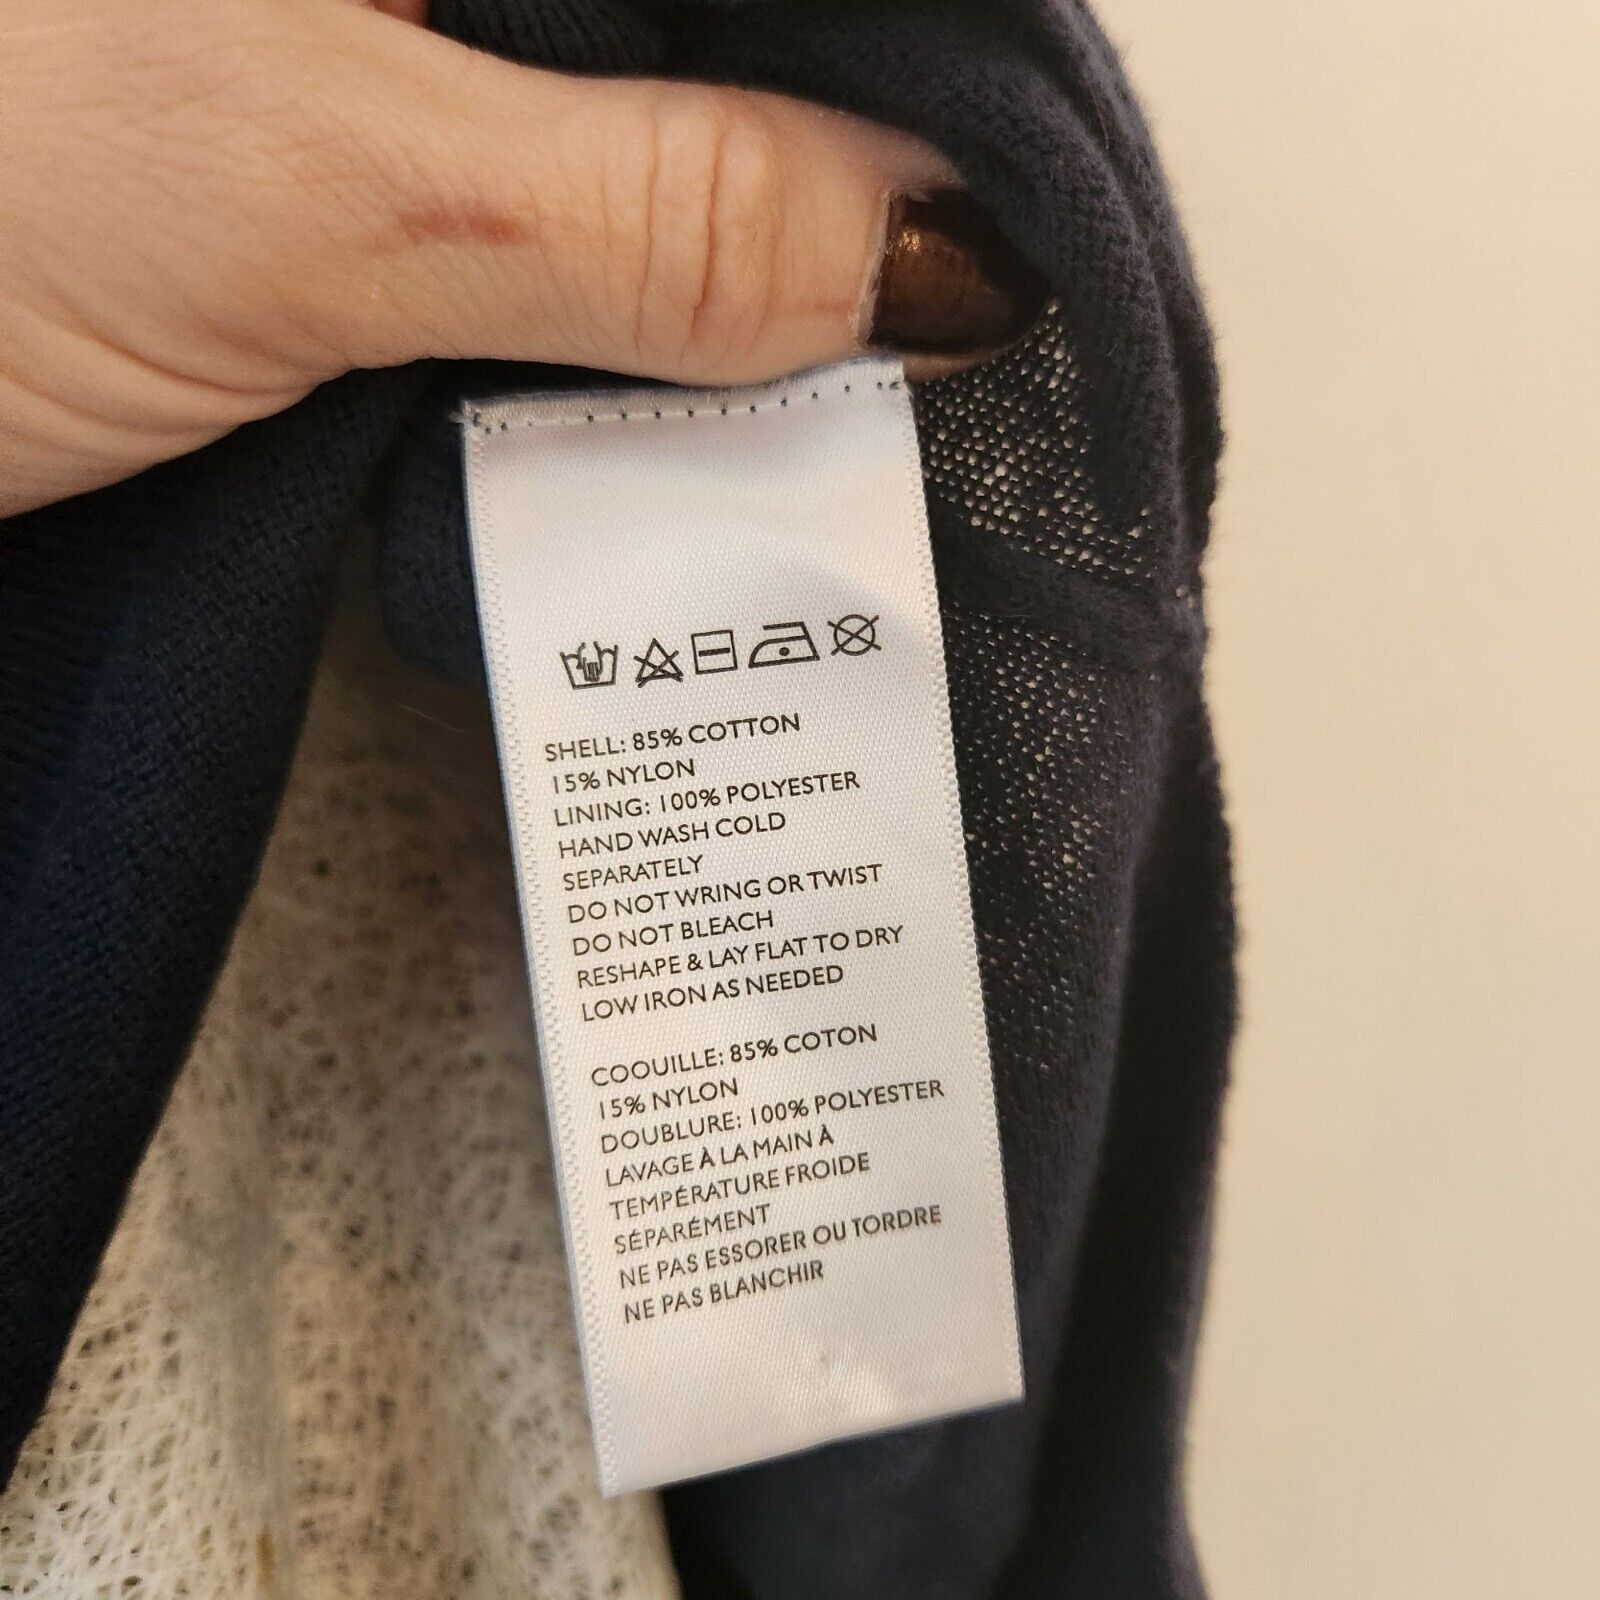 SHELL: 85% COTTON
15% NYLON
LINING: 100% POLYESTER
HAND WASH COLD
SEPARATELY
DO NOT WRING OR TWIST
DO NOT BLEACH
RESHAPE & LAY FLAT TO DRY
LOW IRON AS NEEDED
COOUILLE: 85% COTON
15% NYLON
DOUBLURE: 100% POLYESTER
LAVAGE À LA MAIN À
TEMPÉRATURE FROIDE
SÉPARÉMENT
NE PAS ESSORER OU TORDRE
NE PAS BLANCHIR